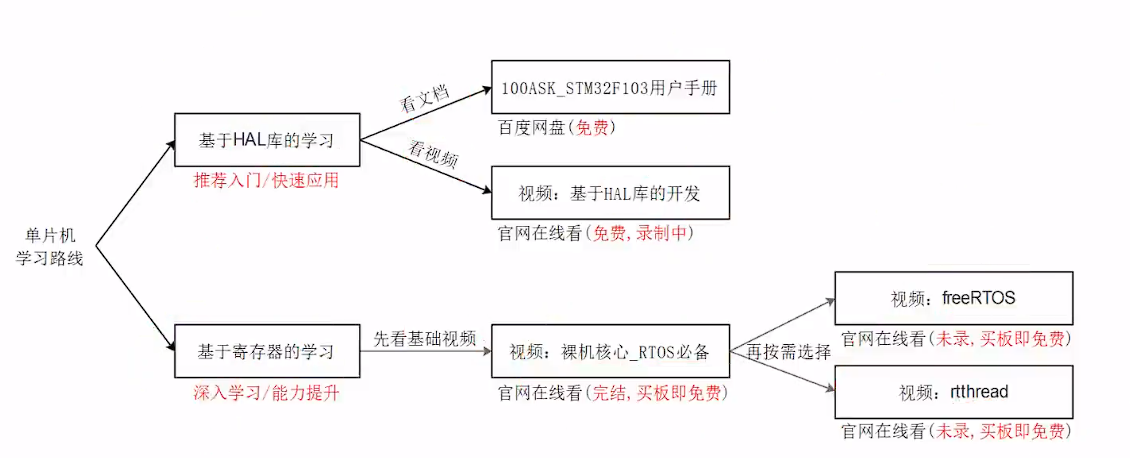 单片机
学习路线
基于HAL库的学习
推荐入门/快速应用
看文档
100ASK_STM32F103用户手册
百度网盘(免费)
看视频
视频：基于HAL库的开发
官网在线看(免费,录制中)
基于寄存器的学习
深入学习/能力提升
先看基础视频
视频：裸机核心_RTOS必备
官网在线看(完结,买板即免费)
再按需选择
视频：freeRTOS
官网在线看(未录,买板即免费)
视频：rtthread
官网在线看(未录,买板即免费)